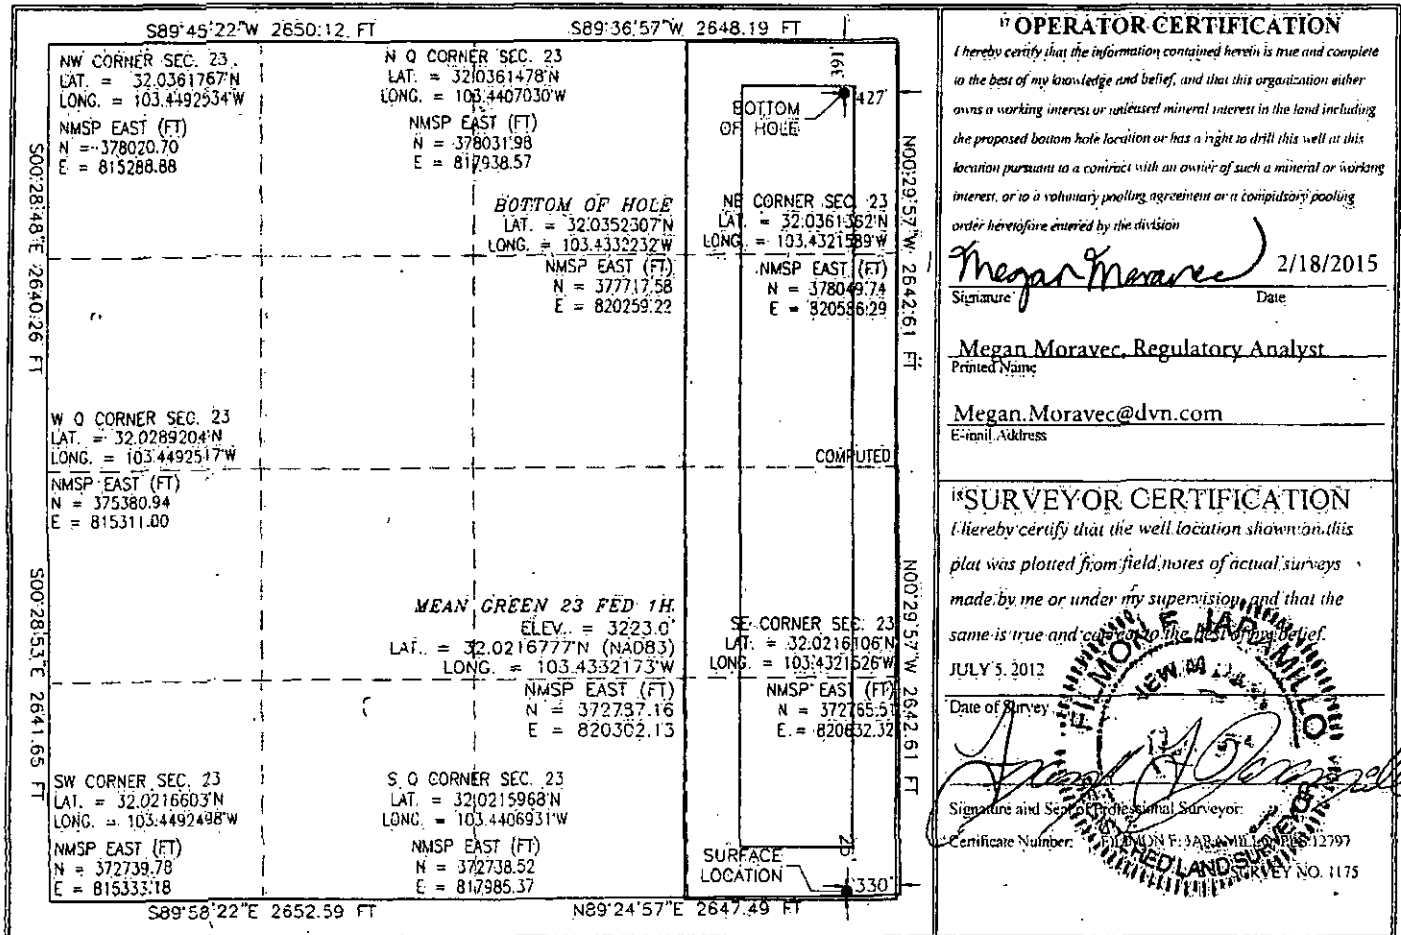 S89°45'22"W 2650.12 FT
S89°36'57"W 2648.19 FT
NW CORNER SEC. 23
LAT. = 32.0361767'N
LONG. = 103.4492534'W
NMSP EAST (FT)
N = 378020.70
E = 815288.88
N Q CORNER SEC. 23
LAT. = 32.0361478'N
LONG. = 103.4407030'W
NMSP EAST (FT)
N = 378031.98
E = 817938.57
391'
427'
BOTTOM
OF HOLE
BOTTOM OF HOLE
LAT. = 32.0352307'N
LONG. = 103.4332232'W
NMSP EAST (FT)
N = 377717.58
E = 820259.22
NE CORNER SEC. 23
LAT. = 32.0361362'N
LONG. = 103.4321589'W
NMSP EAST (FT)
N = 378049.74
E = 820586.29
S00°28'48"E 2640.26 FT
N00°29'57"W 2642.61 FT
W Q CORNER SEC. 23
LAT. = 32.0289204'N
LONG. = 103.4492517'W
NMSP EAST (FT)
N = 375380.94
E = 815311.00
COMPUTED
S00°28'53"E 2641.65 FT
N00°29'57"W 2642.61 FT
MEAN GREEN 23 FED 1H
ELEV. = 3223.0'
LAT. = 32.0216777'N (NAD83)
LONG. = 103.4332173'W
NMSP EAST (FT)
N = 372737.16
E = 820302.13
SE CORNER SEC. 23
LAT. = 32.0216106'N
LONG. = 103.4321526'W
NMSP EAST (FT)
N = 372765.51
E = 820632.32
SW CORNER SEC. 23
LAT. = 32.0216603'N
LONG. = 103.4492498'W
NMSP EAST (FT)
N = 372739.78
E = 815333.18
S Q CORNER SEC. 23
LAT. = 32.0215968'N
LONG. = 103.4406931'W
NMSP EAST (FT)
N = 372738.52
E = 817985.37
SURFACE
LOCATION
330'
S89°58'22"E 2652.59 FT
N89°24'57"E 2647.49 FT
17 OPERATOR CERTIFICATION
I hereby certify that the information contained herein is true and complete
to the best of my knowledge and belief, and that this organization either
owns a working interest or unleased mineral interest in the land including
the proposed bottom hole location or has a right to drill this well at this
location pursuant to a contract with an owner of such a mineral or working
interest, or to a voluntary pooling agreement or a compulsory pooling
order heretofore entered by the division
Megan Moravec 2/18/2015
Signature Date
Megan Moravec, Regulatory Analyst
Printed Name
Megan.Moravec@dvn.com
E-mail Address
18 SURVEYOR CERTIFICATION
I hereby certify that the well location shown on this
plat was plotted from field notes of actual surveys
made by me or under my supervision, and that the
same is true and correct to the best of my belief.
JULY 5, 2012
Date of Survey
Signature and Seal of Professional Surveyor:
Certificate Number: FILIMON F. JARAMILLO, PLS 12797
SURVEY NO. 1175